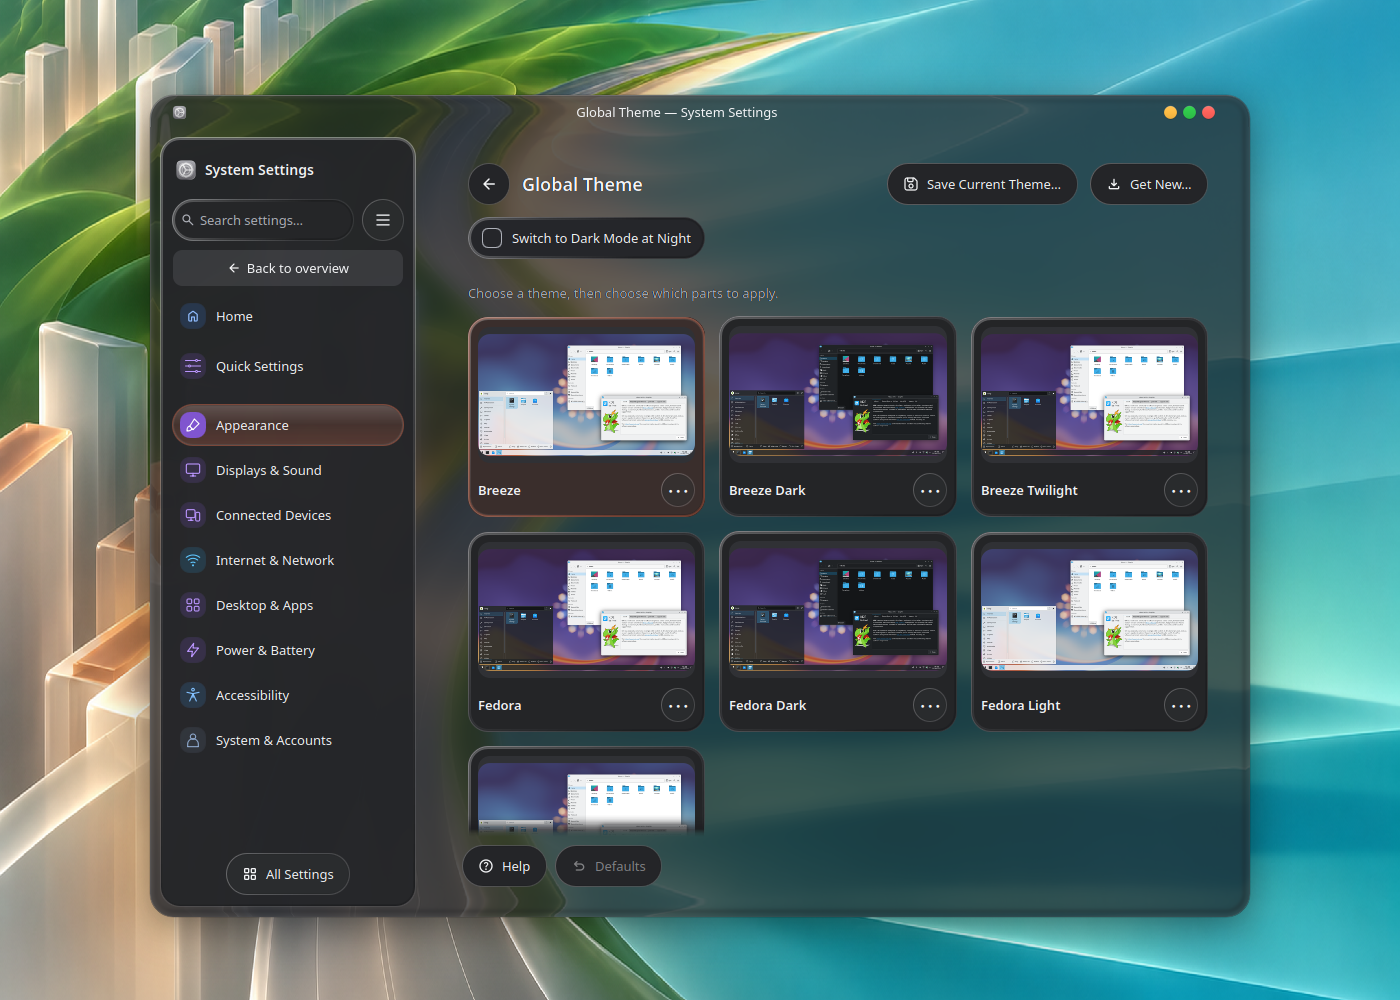 Global Theme — System Settings
System Settings
Search settings...
Back to overview
Home
Quick Settings
Appearance
Displays & Sound
Connected Devices
Internet & Network
Desktop & Apps
Power & Battery
Accessibility
System & Accounts
All Settings
Global Theme
Save Current Theme...
Get New...
Switch to Dark Mode at Night
Choose a theme, then choose which parts to apply.
Breeze
Breeze Dark
Breeze Twilight
Fedora
Fedora Dark
Fedora Light
Help
Defaults